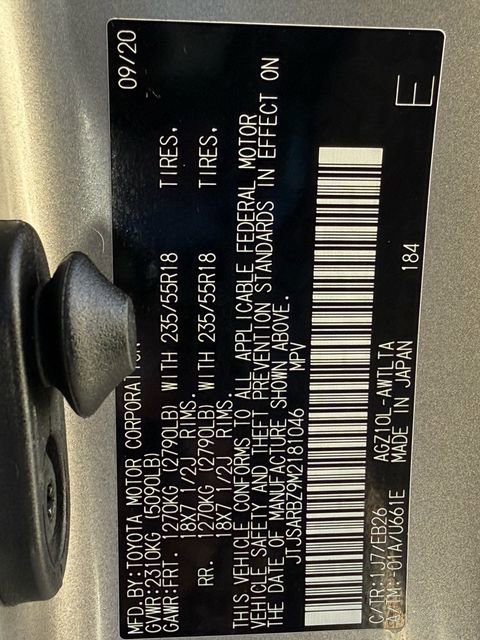 MFD.BY:TOYOTA MOTOR CORPORATION 09/20
GVWR:2310KG (5090LB)
GAWR:FRT. 1270KG (2790LB) WITH 235/55R18 TIRES,
18X7 1/2J RIMS.
RR. 1270KG (2790LB) WITH 235/55R18 TIRES,
18X7 1/2J RIMS.
THIS VEHICLE CONFORMS TO ALL APPLICABLE FEDERAL MOTOR
VEHICLE SAFETY AND THEFT PREVENTION STANDARDS IN EFFECT ON
THE DATE OF MANUFACTURE SHOWN ABOVE.
JTJSARBZ9M2181046 MPV
C/TR:1J7/EB26 AGZ10L-AWTLTA 184
A/TM:-01A/U661E MADE IN JAPAN
E